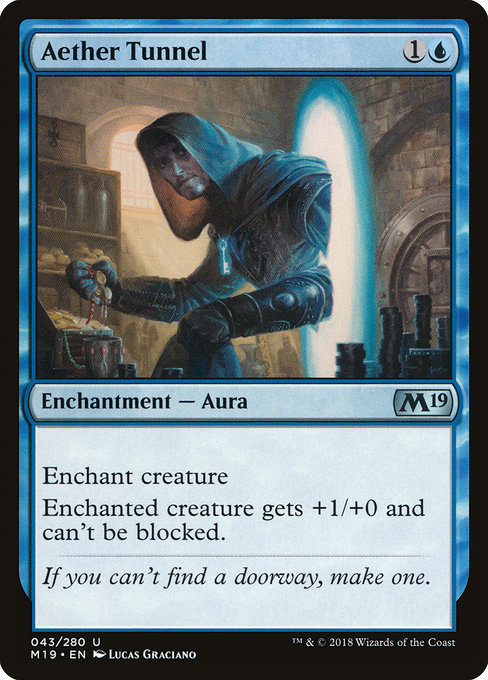 Aether Tunnel 1
Enchantment — Aura M19
Enchant creature
Enchanted creature gets +1/+0 and
can't be blocked.
If you can't find a doorway, make one.
043/280 U
™ & © 2018 Wizards of the Coast
M19 • EN Lucas Graciano